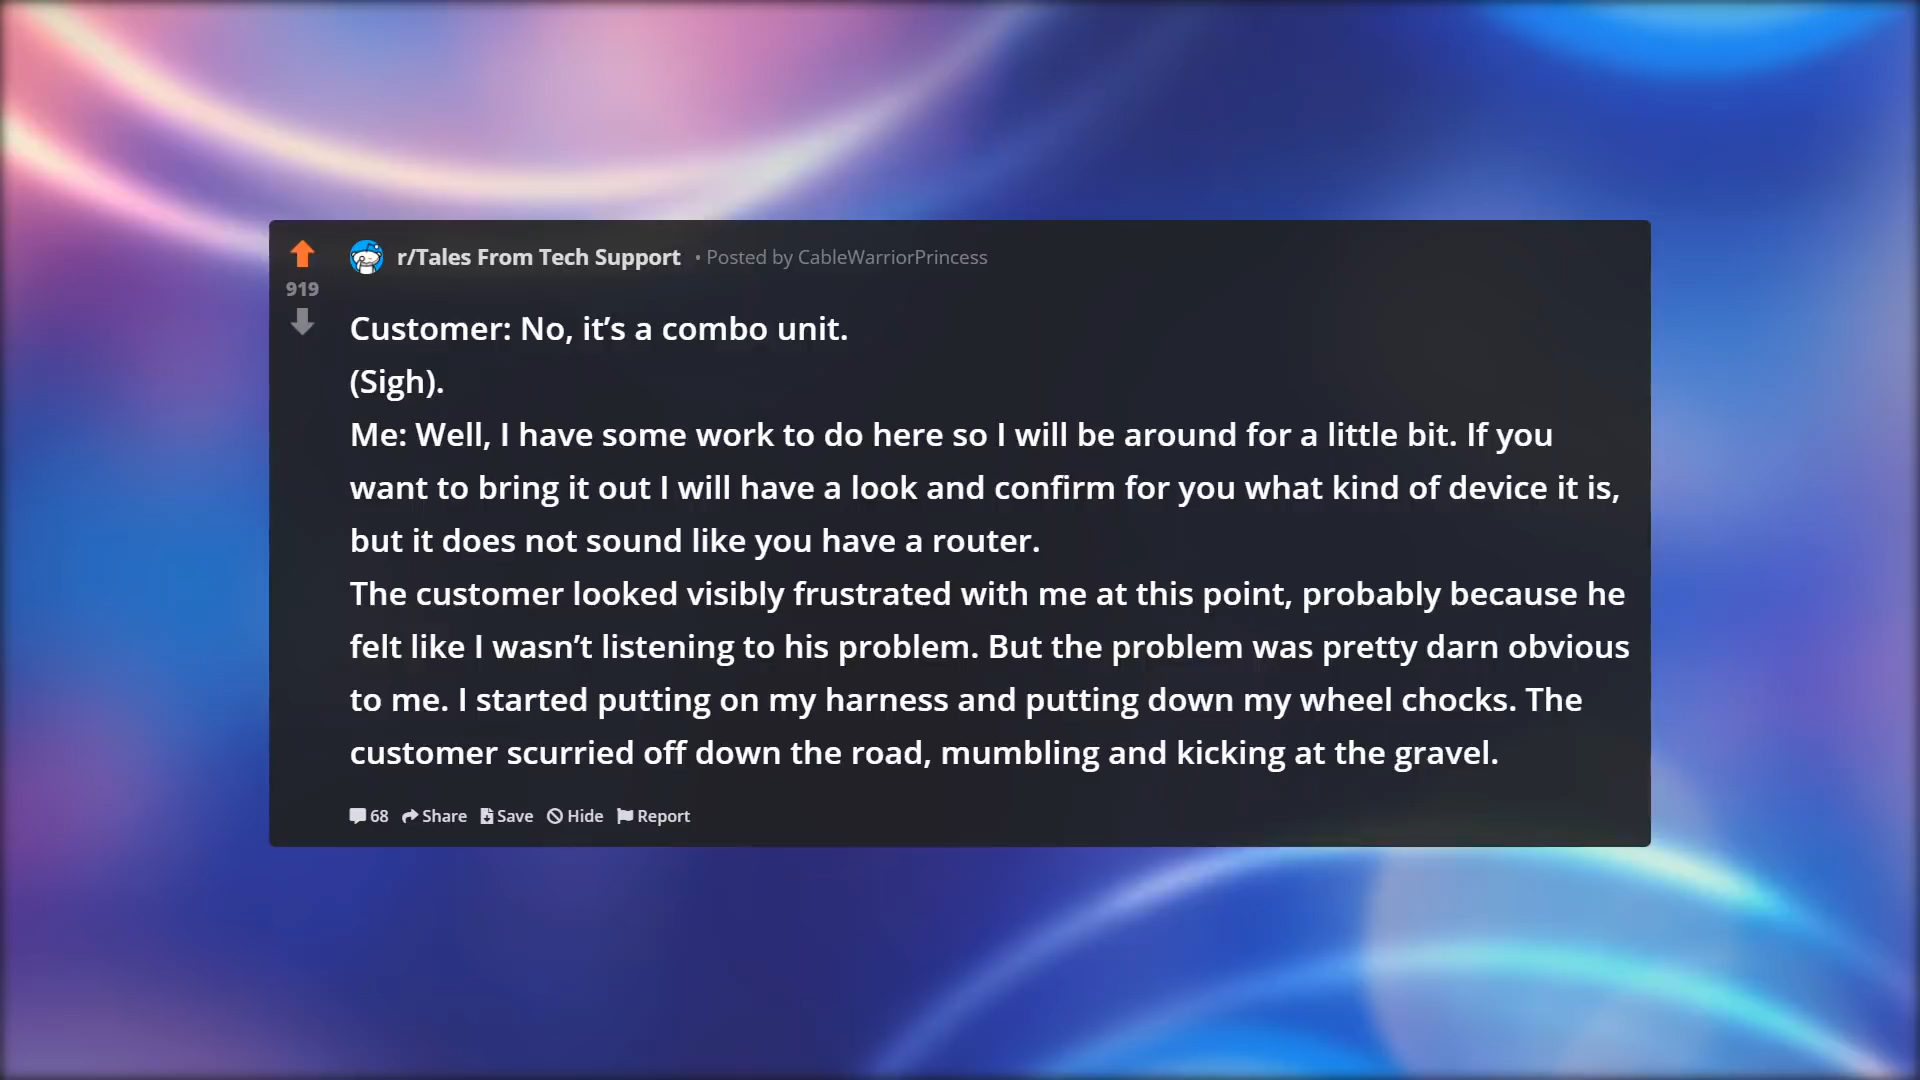 r/Tales From Tech Support • Posted by CableWarriorPrincess
919
Customer: No, it’s a combo unit.
(Sigh).
Me: Well, I have some work to do here so I will be around for a little bit. If you
want to bring it out I will have a look and confirm for you what kind of device it is,
but it does not sound like you have a router.
The customer looked visibly frustrated with me at this point, probably because he
felt like I wasn’t listening to his problem. But the problem was pretty darn obvious
to me. I started putting on my harness and putting down my wheel chocks. The
customer scurried off down the road, mumbling and kicking at the gravel.
68 Share Save Hide Report